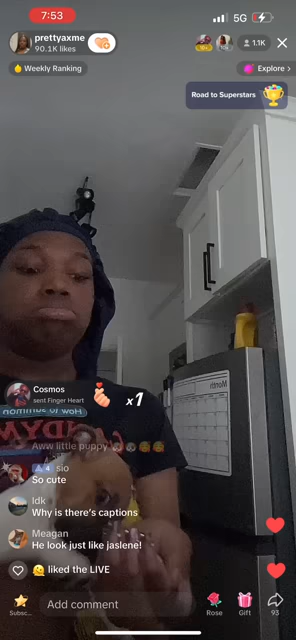 7:53
5G
prettyaxme
90.1K likes
1.1K
Weekly Ranking
Explore >
Road to Superstars
Month
Cosmos
sent Finger Heart
x1
Aww little puppy
4 sio
So cute
Idk
Why is there's captions
Meagan
He look just like jaslene!
liked the LIVE
Subsc...
Add comment
Rose
Gift
93